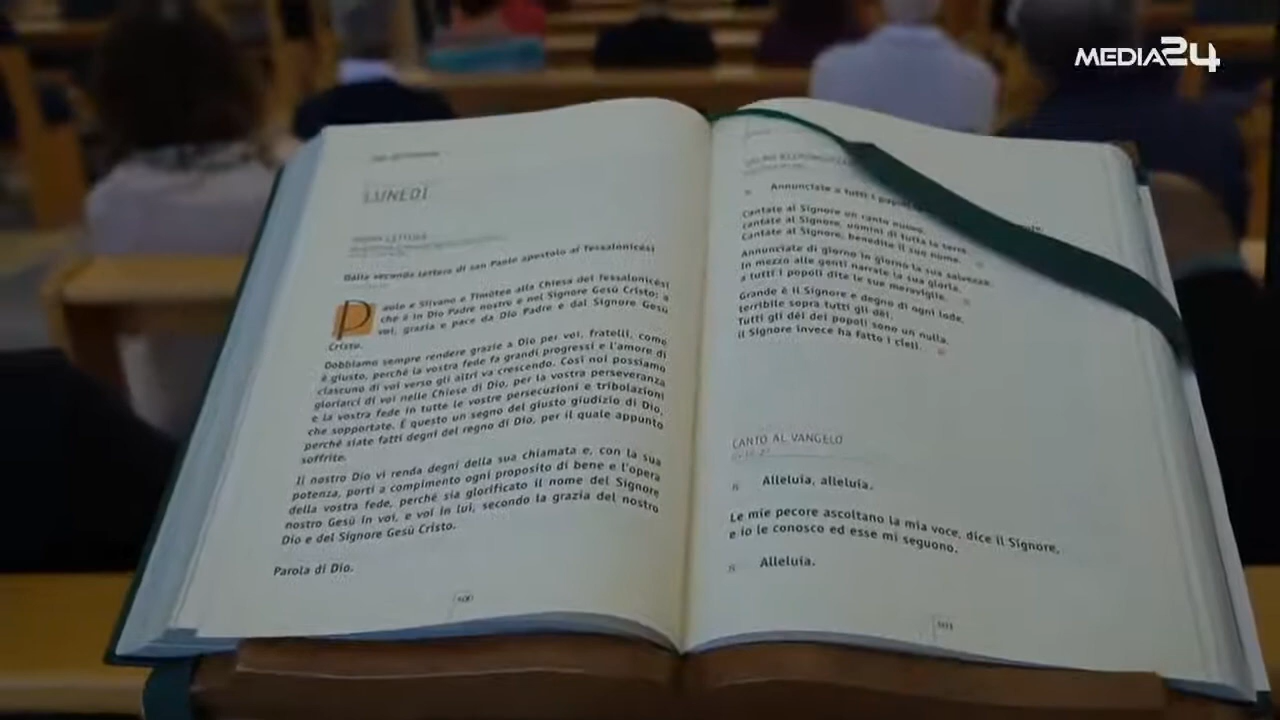 MEDIA24
LUNEDÌ
PRIMA LETTURA
Dalla seconda lettera di san Paolo apostolo ai Tessalonicési
Paolo e Silvano e Timòteo alla Chiesa dei Tessalonicési
che è in Dio Padre nostro e nel Signore Gesù Cristo: a
voi, grazia e pace da Dio Padre e dal Signore Gesù
Cristo.
Dobbiamo sempre rendere grazie a Dio per voi, fratelli, come
è giusto, perché la vostra fede fa grandi progressi e l'amore di
ciascuno di voi verso gli altri va crescendo. Così noi possiamo
gloriarci di voi nelle Chiese di Dio, per la vostra perseveranza
e la vostra fede in tutte le vostre persecuzioni e tribolazioni
che sopportate. È questo un segno del giusto giudizio di Dio,
perché siate fatti degni del regno di Dio, per il quale appunto
soffrite.
Il nostro Dio vi renda degni della sua chiamata e, con la sua
potenza, porti a compimento ogni proposito di bene e l'opera
della vostra fede, perché sia glorificato il nome del Signore
nostro Gesù in voi, e voi in lui, secondo la grazia del nostro
Dio e del Signore Gesù Cristo.
Parola di Dio.
500
Annunciate a tutti i popoli
Cantate al Signore un canto nuovo,
cantate al Signore, uomini di tutta la terra.
Cantate al Signore, benedite il suo nome.
Annunciate di giorno in giorno la sua salvezza.
In mezzo alle genti narrate la sua gloria,
a tutti i popoli dite le sue meraviglie.
Grande è il Signore e degno di ogni lode,
terribile sopra tutti gli dèi.
Tutti gli dèi dei popoli sono un nulla,
il Signore invece ha fatto i cieli.
CANTO AL VANGELO
Alleluia, alleluia.
Le mie pecore ascoltano la mia voce, dice il Signore,
e io le conosco ed esse mi seguono.
Alleluia.
501